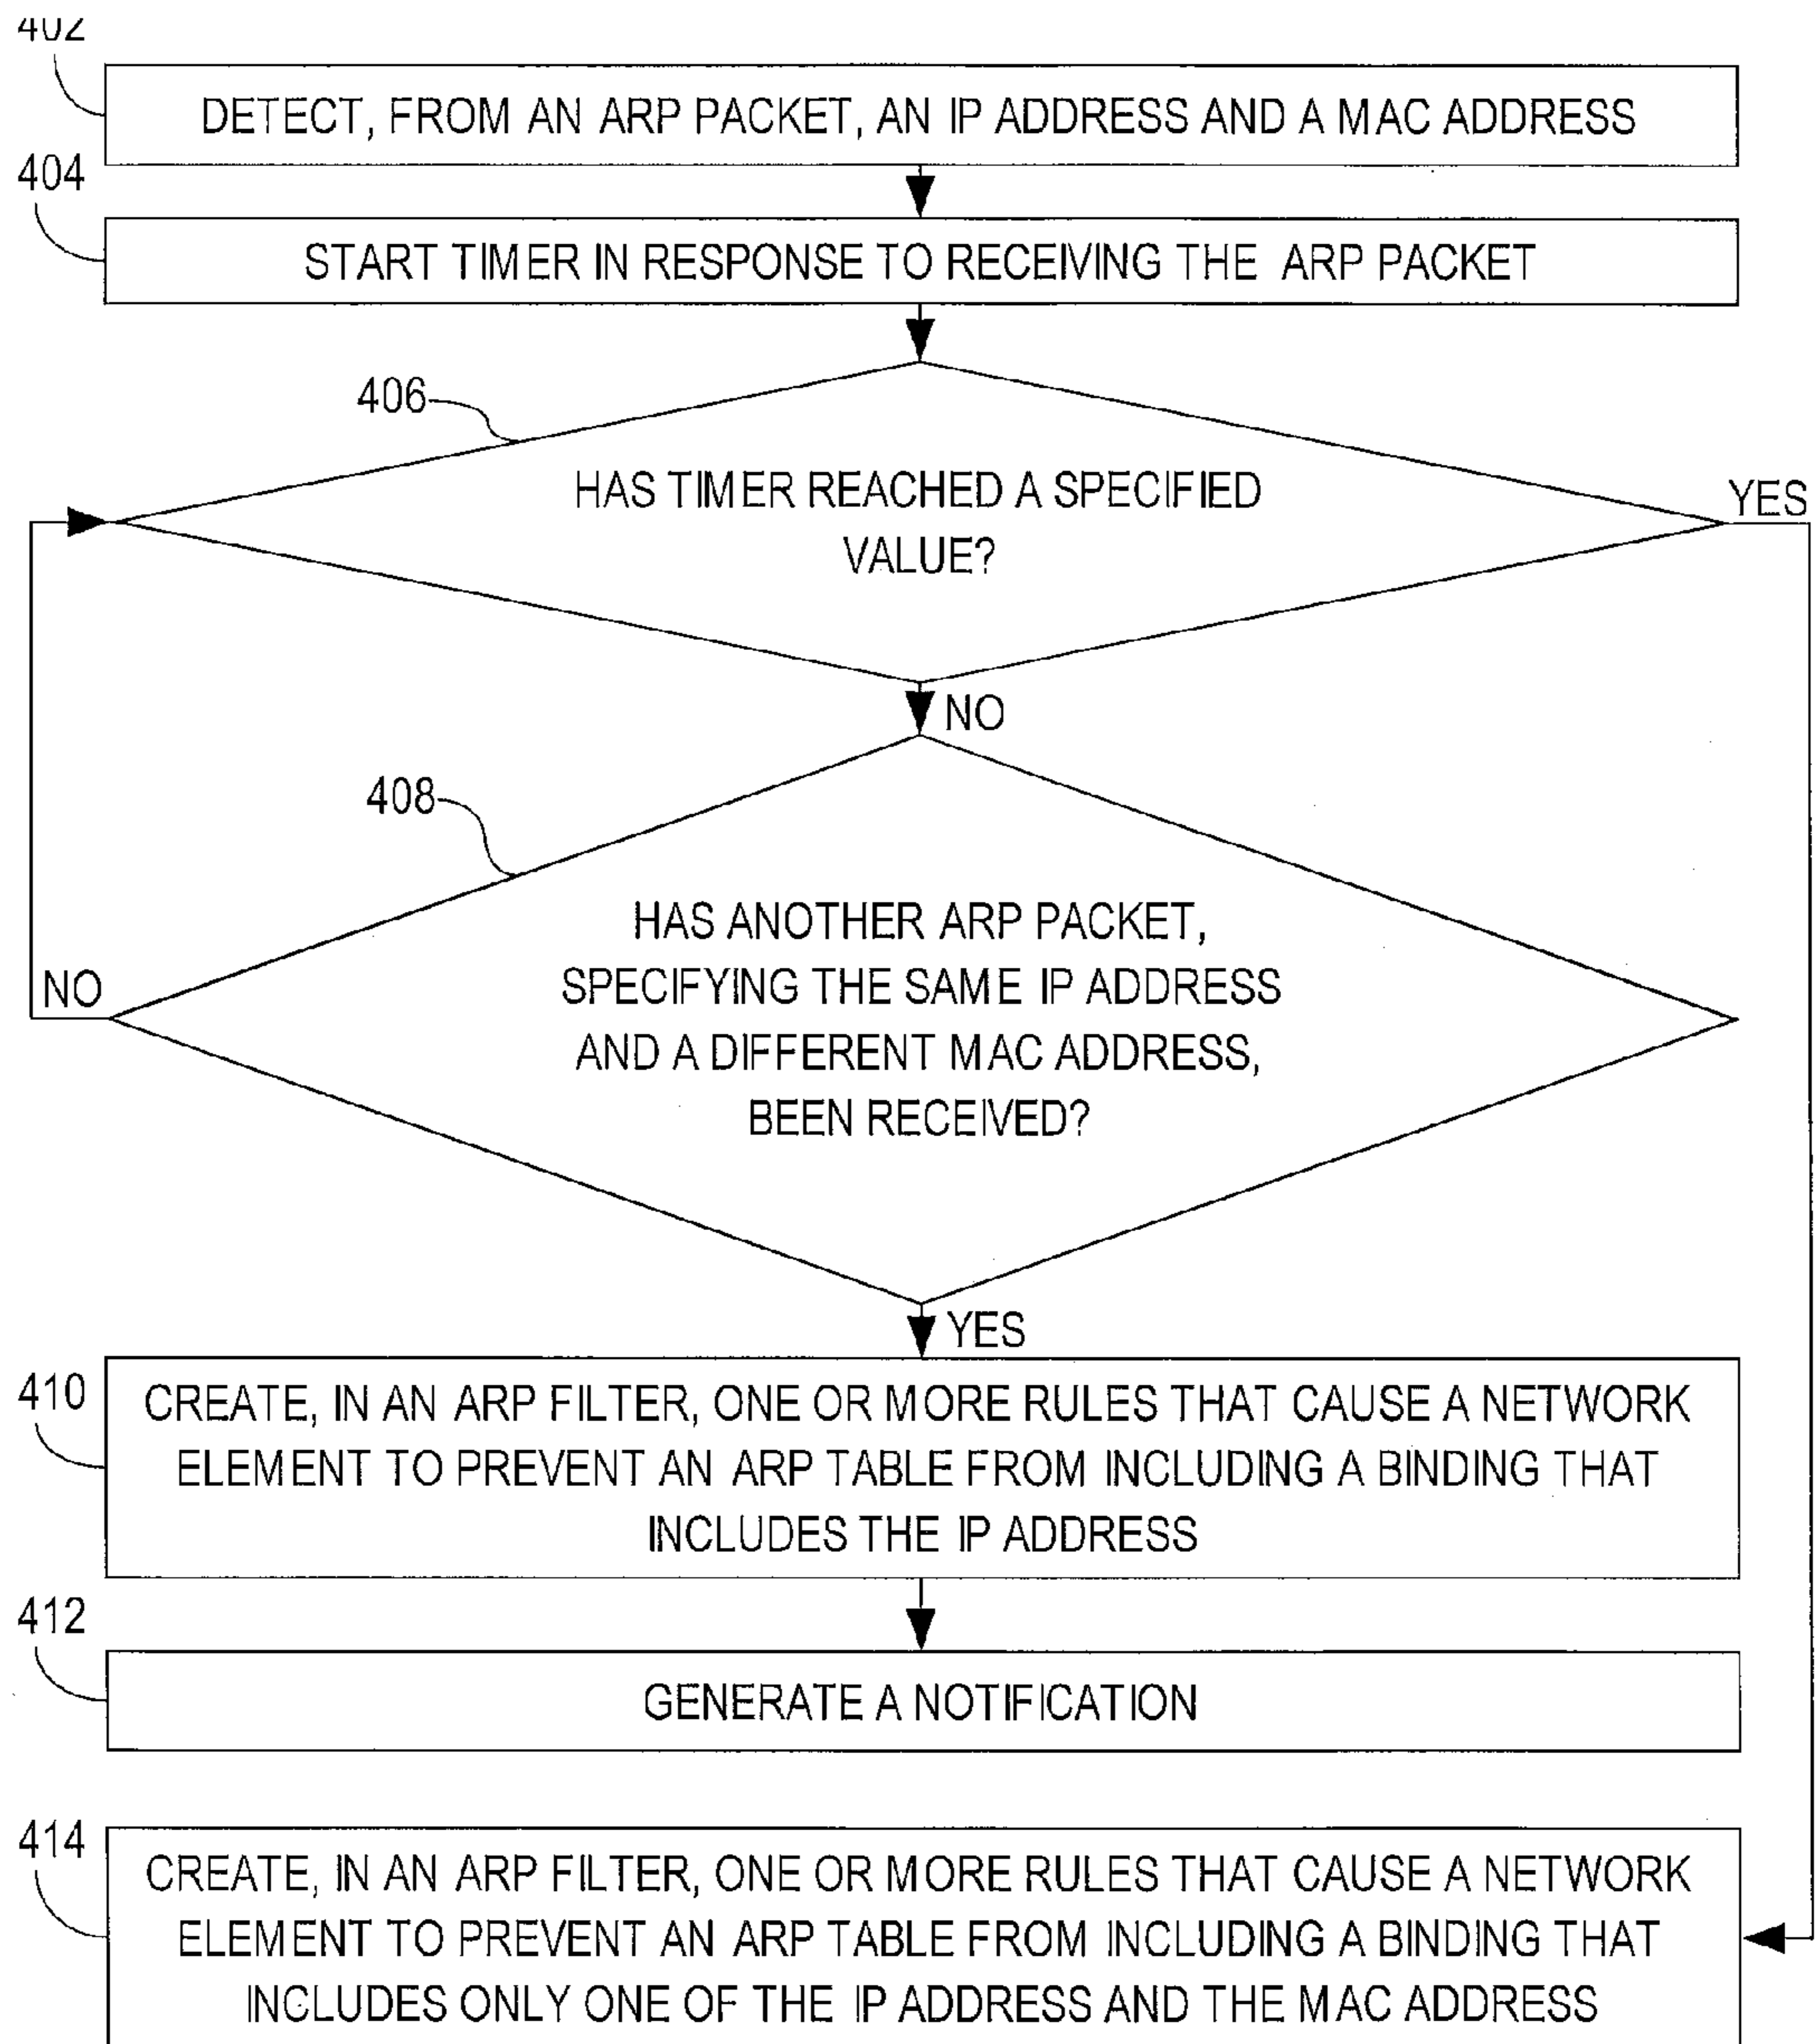 402
DETECT, FROM AN ARP PACKET, AN IP ADDRESS AND A MAC ADDRESS
404
START TIMER IN RESPONSE TO RECEIVING THE ARP PACKET
406
HAS TIMER REACHED A SPECIFIED
VALUE?
YES
NO
408
HAS ANOTHER ARP PACKET,
SPECIFYING THE SAME IP ADDRESS
AND A DIFFERENT MAC ADDRESS,
BEEN RECEIVED?
NO
YES
410
CREATE, IN AN ARP FILTER, ONE OR MORE RULES THAT CAUSE A NETWORK
ELEMENT TO PREVENT AN ARP TABLE FROM INCLUDING A BINDING THAT
INCLUDES THE IP ADDRESS
412
GENERATE A NOTIFICATION
414
CREATE, IN AN ARP FILTER, ONE OR MORE RULES THAT CAUSE A NETWORK
ELEMENT TO PREVENT AN ARP TABLE FROM INCLUDING A BINDING THAT
INCLUDES ONLY ONE OF THE IP ADDRESS AND THE MAC ADDRESS